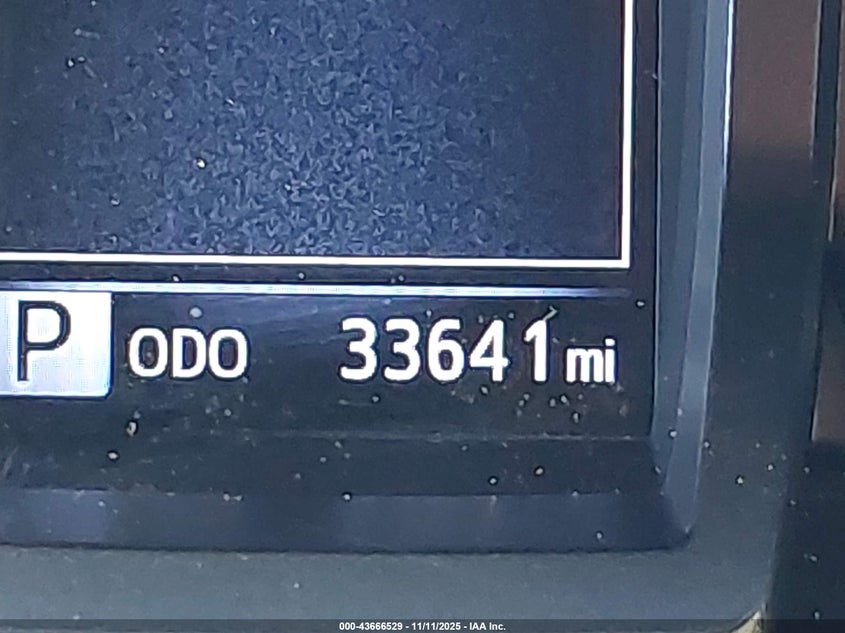 P ODO 33641 mi
000-43666529 - 11/11/2025 - IAA Inc.